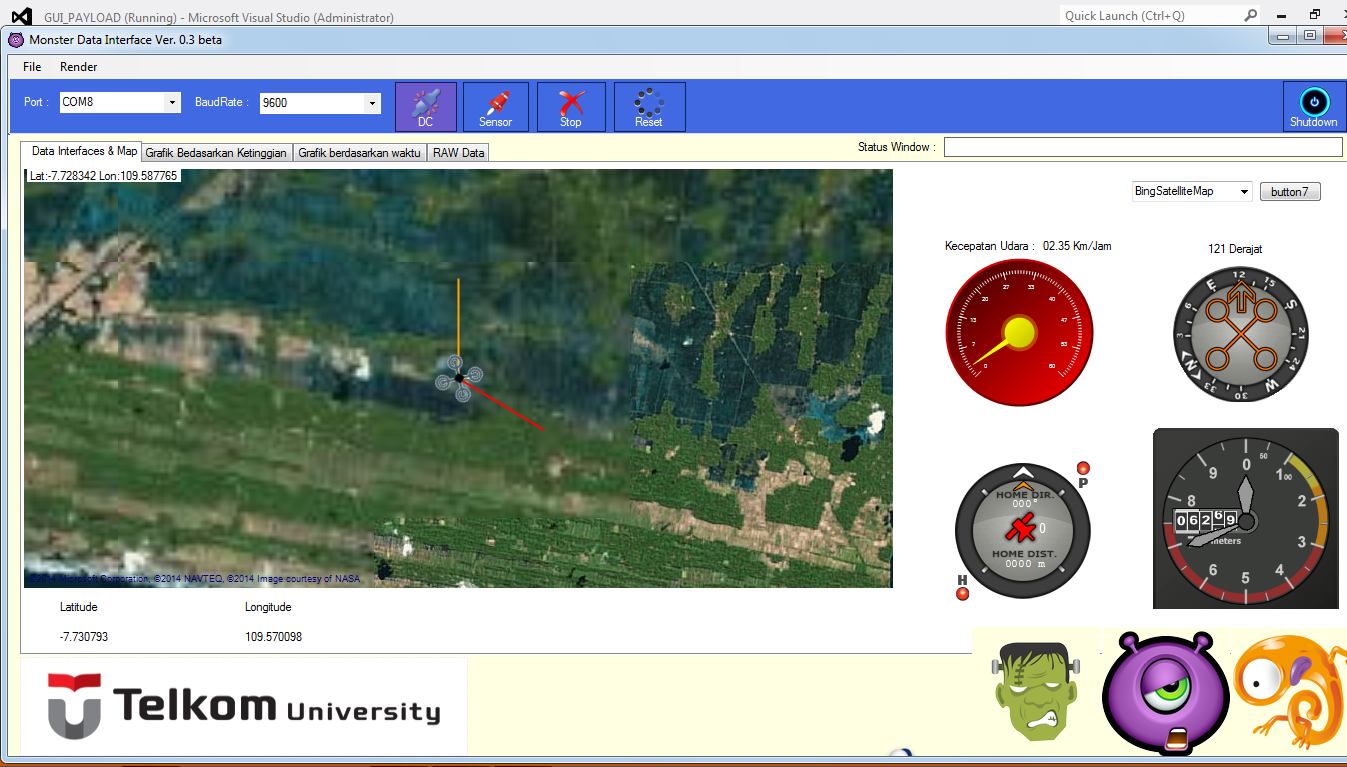 GUI_PAYLOAD (Running) - Microsoft Visual Studio (Administrator)
Quick Launch (Ctrl+Q)
Monster Data Interface Ver. 0.3 beta
File Render
Port : COM8 BaudRate : 9600
DC Sensor Stop Reset Shutdown
Data Interfaces & Map Grafik Bedasarkan Ketinggian Grafik berdasarkan waktu RAW Data
Status Window :
Lat:-7.728342 Lon:109.587765
BingSatelliteMap button7
Kecepatan Udara : 02.35 Km/Jam
121 Derajat
0 7 13 20 27 33 40 47 53 60
N 3 6 E 12 15 S 21 24 W 30 33
HOME DIR.
000°
0
HOME DIST.
0000 m
P
H
0 1 2 3 4 5 6 7 8 9
50
00
0626 9
meters
©2014 Microsoft Corporation, ©2014 NAVTEQ, ©2014 Image courtesy of NASA
Latitude Longitude
-7.730793 109.570098
Telkom University